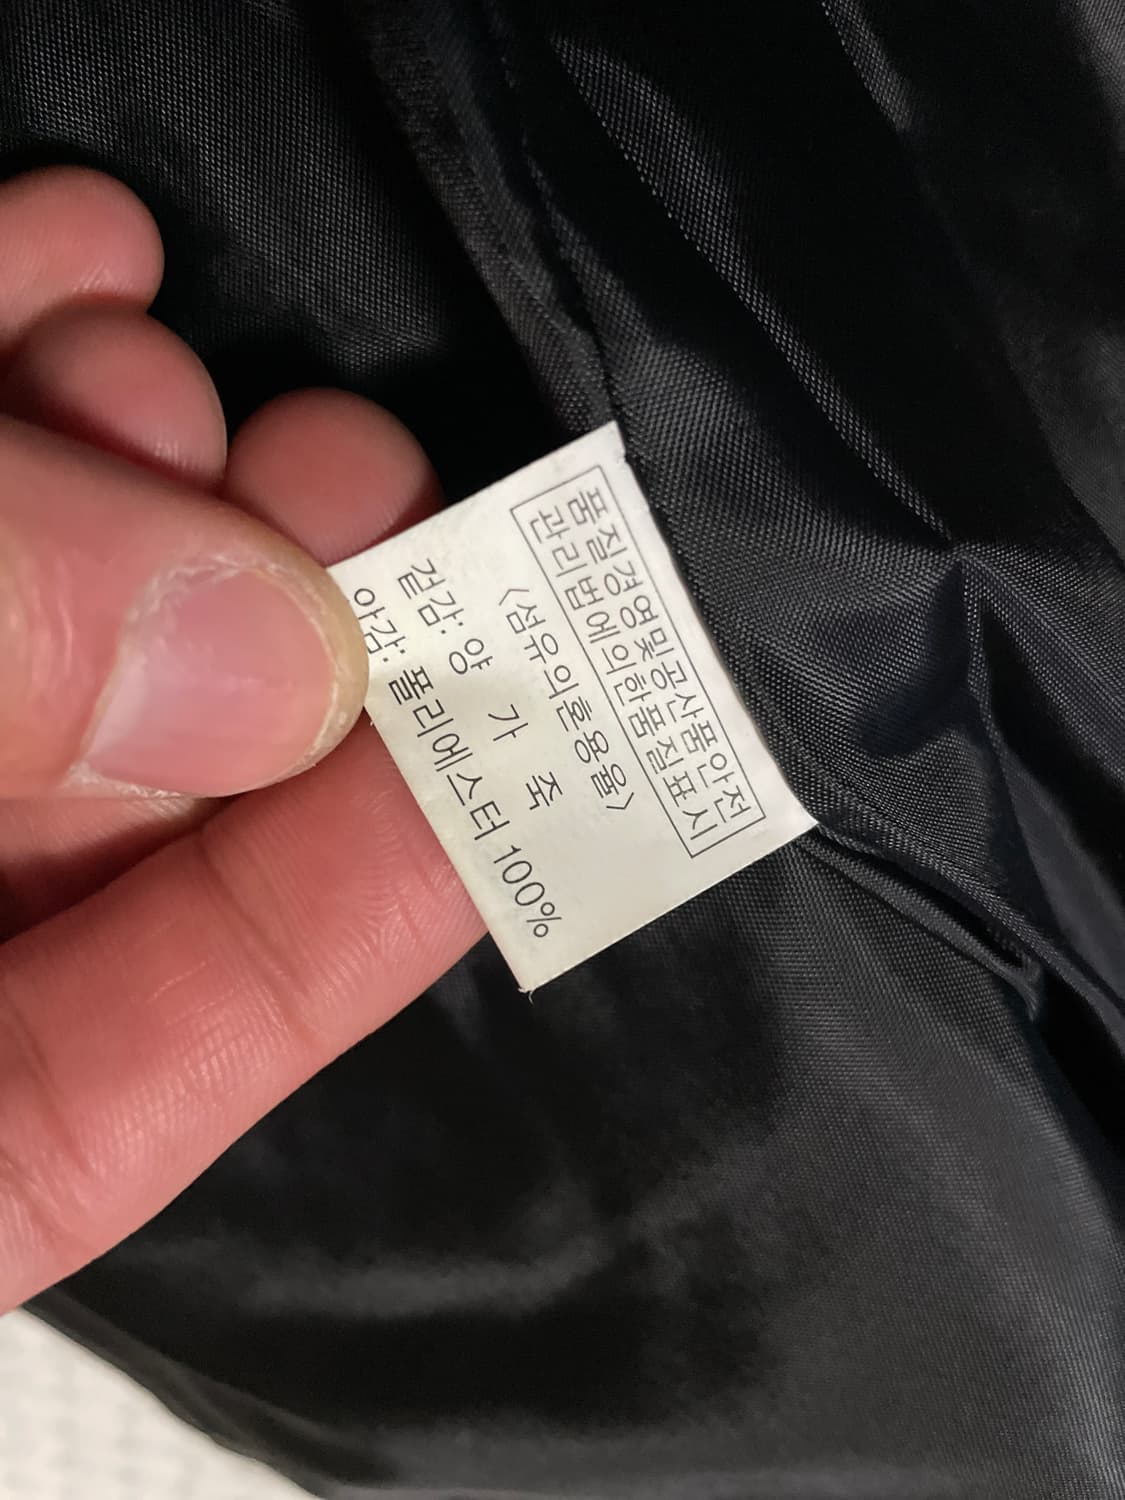 품질경영및공산품안전
관리법에의한품질표시
<섬유의혼용율>
겉감: 양 가 죽
안감: 폴리에스터 100%